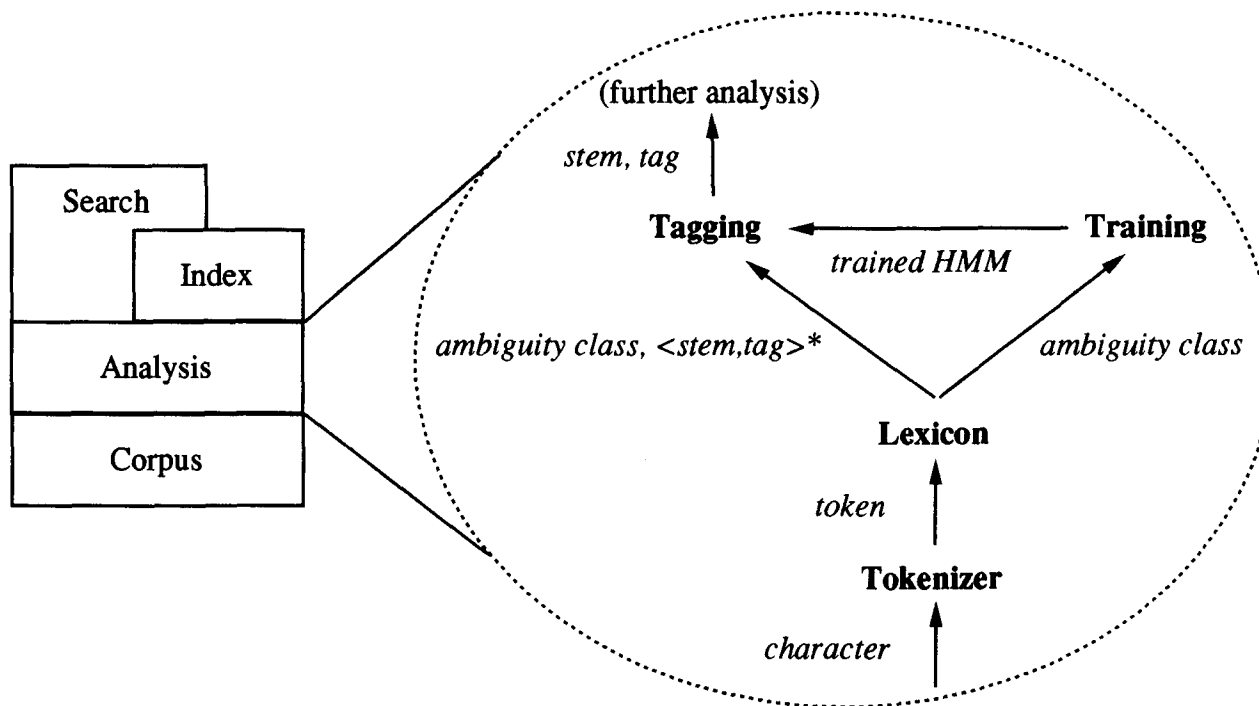 Search
Index
Analysis
Corpus
(further analysis)
stem, tag
Tagging
Training
trained HMM
ambiguity class, <stem,tag>*
ambiguity class
Lexicon
token
Tokenizer
character